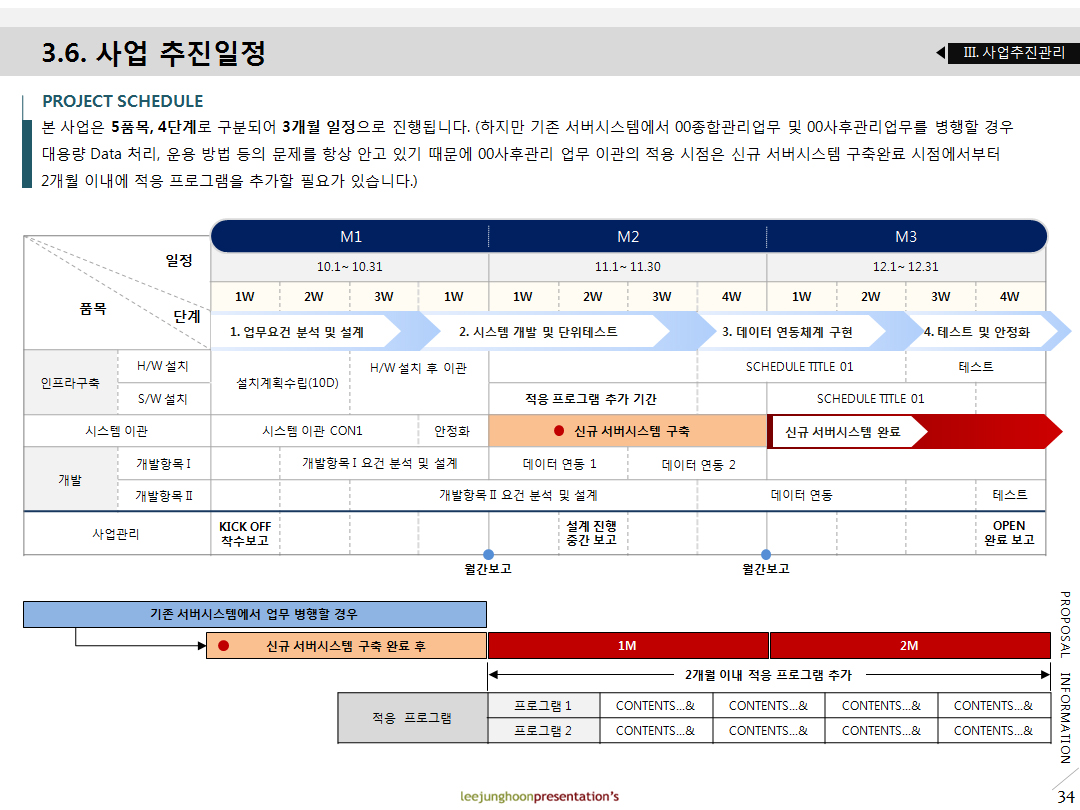 3.6. 사업 추진일정
III. 사업추진관리
PROJECT SCHEDULE
본 사업은 5품목, 4단계로 구분되어 3개월 일정으로 진행됩니다. (하지만 기존 서버시스템에서 00종합관리업무 및 00사후관리업무를 병행할 경우
대용량 Data 처리, 운용 방법 등의 문제를 항상 안고 있기 때문에 00사후관리 업무 이관의 적용 시점은 신규 서버시스템 구축완료 시점에서부터
2개월 이내에 적응 프로그램을 추가할 필요가 있습니다.)
일정
품목
단계
M1 M2 M3
10.1~ 10.31 11.1~ 11.30 12.1~ 12.31
1W 2W 3W 1W 1W 2W 3W 4W 1W 2W 3W 4W
1. 업무요건 분석 및 설계 2. 시스템 개발 및 단위테스트 3. 데이터 연동체계 구현 4. 테스트 및 안정화
인프라구축
H/W 설치
설치계획수립(10D)
H/W 설치 후 이관 SCHEDULE TITLE 01 테스트
S/W 설치 적응 프로그램 추가 기간 SCHEDULE TITLE 01
시스템 이관 시스템 이관 CON1 안정화 신규 서버시스템 구축 신규 서버시스템 완료
개발
개발항목 I 개발항목 I 요건 분석 및 설계 데이터 연동 1 데이터 연동 2
개발항목 II 개발항목 II 요건 분석 및 설계 데이터 연동 테스트
사업관리
KICK OFF
착수보고
설계 진행
중간 보고
OPEN
완료 보고
월간보고 월간보고
기존 서버시스템에서 업무 병행할 경우
신규 서버시스템 구축 완료 후 1M 2M
2개월 이내 적응 프로그램 추가
적응 프로그램
프로그램 1 CONTENTS...& CONTENTS...& CONTENTS...& CONTENTS...&
프로그램 2 CONTENTS...& CONTENTS...& CONTENTS...& CONTENTS...&
PROPOSAL INFORMATION
leejunghoonpresentation's
34